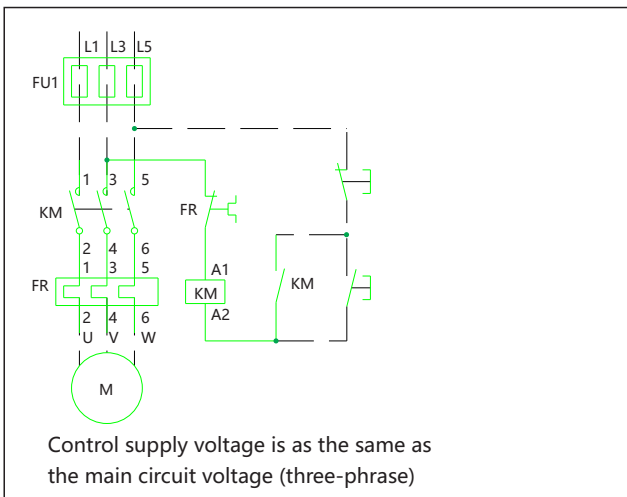 L1 L3 L5
FU1
1 3 5
KM
FR
2 4 6
1 3 5
A1
FR
KM
KM
A2
2 4 6
U V W
M
Control supply voltage is as the same as
the main circuit voltage (three-phrase)